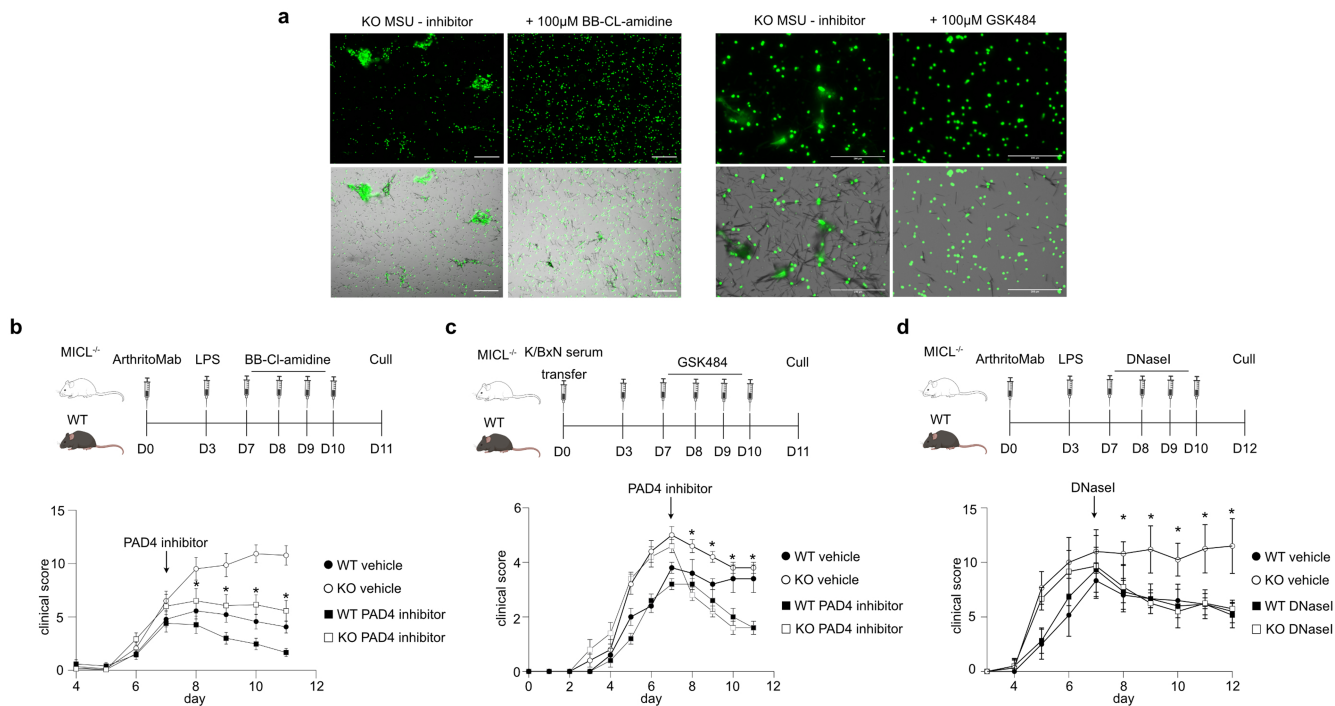 a
KO MSU - inhibitor
+ 100µM BB-CL-amidine
KO MSU - inhibitor
+ 100µM GSK484
b
MICL-/-
ArthritoMab
LPS
BB-Cl-amidine
Cull
WT
D0
D3
D7
D8
D9
D10
D11
PAD4 inhibitor
clinical score
15
10
5
0
4
6
8
10
12
day
*
*
*
*
WT vehicle
KO vehicle
WT PAD4 inhibitor
KO PAD4 inhibitor
c
MICL-/-
K/BxN serum
transfer
GSK484
Cull
WT
D0
D3
D7
D8
D9
D10
D11
PAD4 inhibitor
clinical score
6
4
2
0
0
2
4
6
8
10
12
day
*
*
*
*
WT vehicle
KO vehicle
WT PAD4 inhibitor
KO PAD4 inhibitor
d
MICL-/-
ArthritoMab
LPS
DNaseI
Cull
WT
D0
D3
D7
D8
D9
D10
D12
DNaseI
clinical score
15
10
5
0
4
6
8
10
12
day
*
*
*
*
*
WT vehicle
KO vehicle
WT DNaseI
KO DNaseI